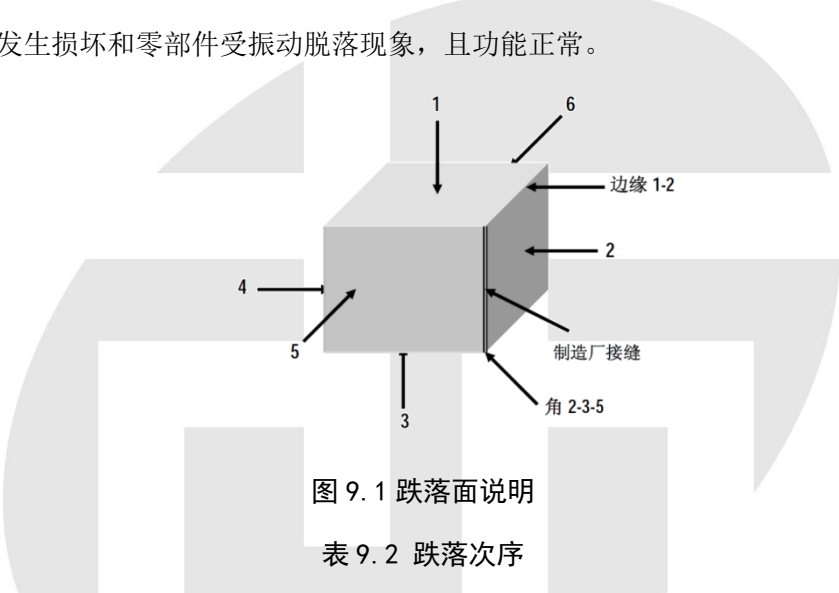 发生损坏和零部件受振动脱落现象，且功能正常。
1
6
边缘 1-2
2
4
5
制造厂接缝
角 2-3-5
3
图 9.1 跌落面说明
表 9.2 跌落次序